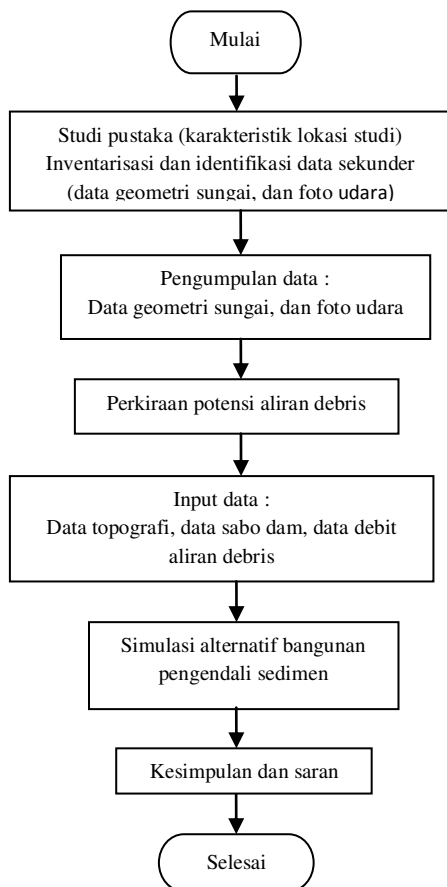 Mulai
Studi pustaka (karakteristik lokasi studi)
Inventarisasi dan identifikasi data sekunder
(data geometri sungai, dan foto udara)
Pengumpulan data :
Data geometri sungai, dan foto udara
Perkiraan potensi aliran debris
Input data :
Data topografi, data sabo dam, data debit
aliran debris
Simulasi alternatif bangunan
pengendali sedimen
Kesimpulan dan saran
Selesai